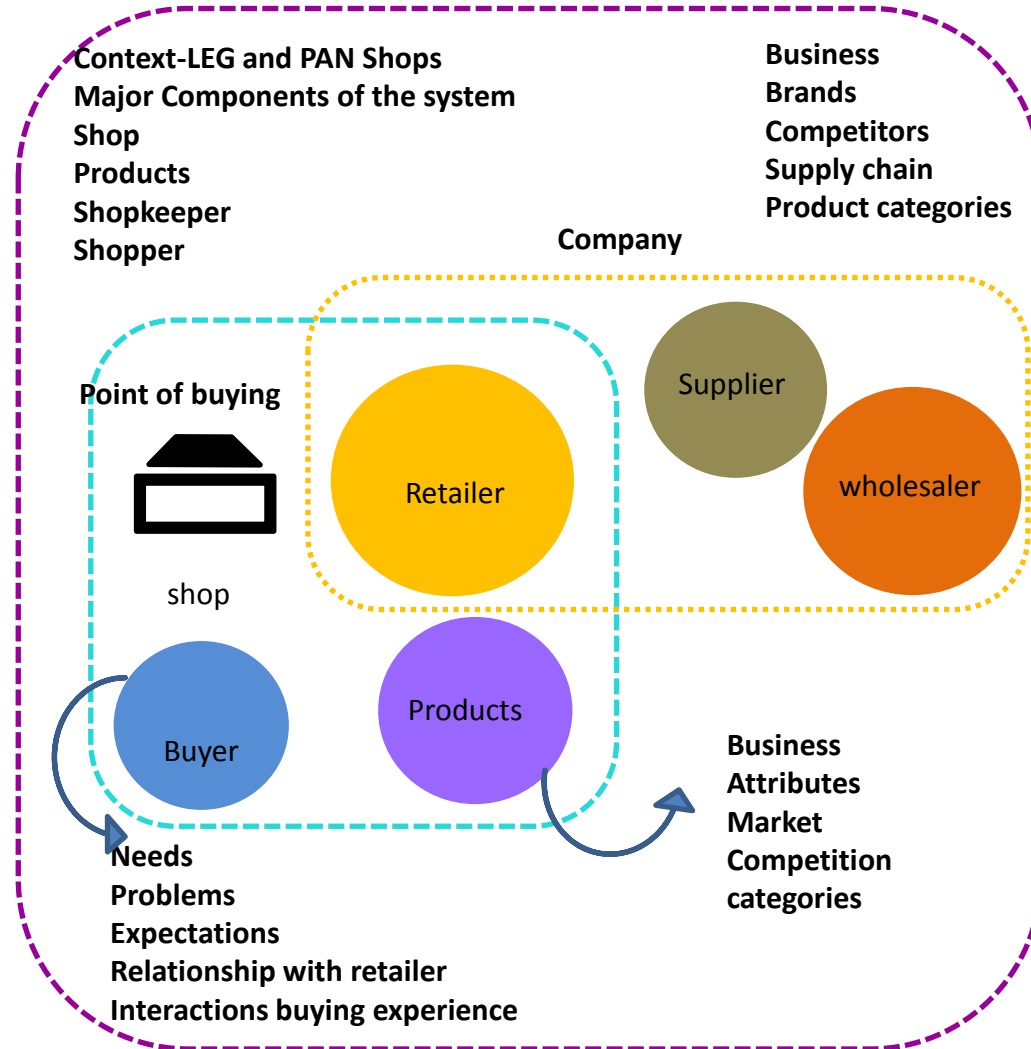 Context-LEG and PAN Shops
Major Components of the system
Shop
Products
Shopkeeper
Shopper
Business
Brands
Competitors
Supply chain
Product categories
Company
Point of buying
shop
Retailer
Supplier
wholesaler
Buyer
Products
Needs
Problems
Expectations
Relationship with retailer
Interactions buying experience
Business
Attributes
Market
Competition
categories